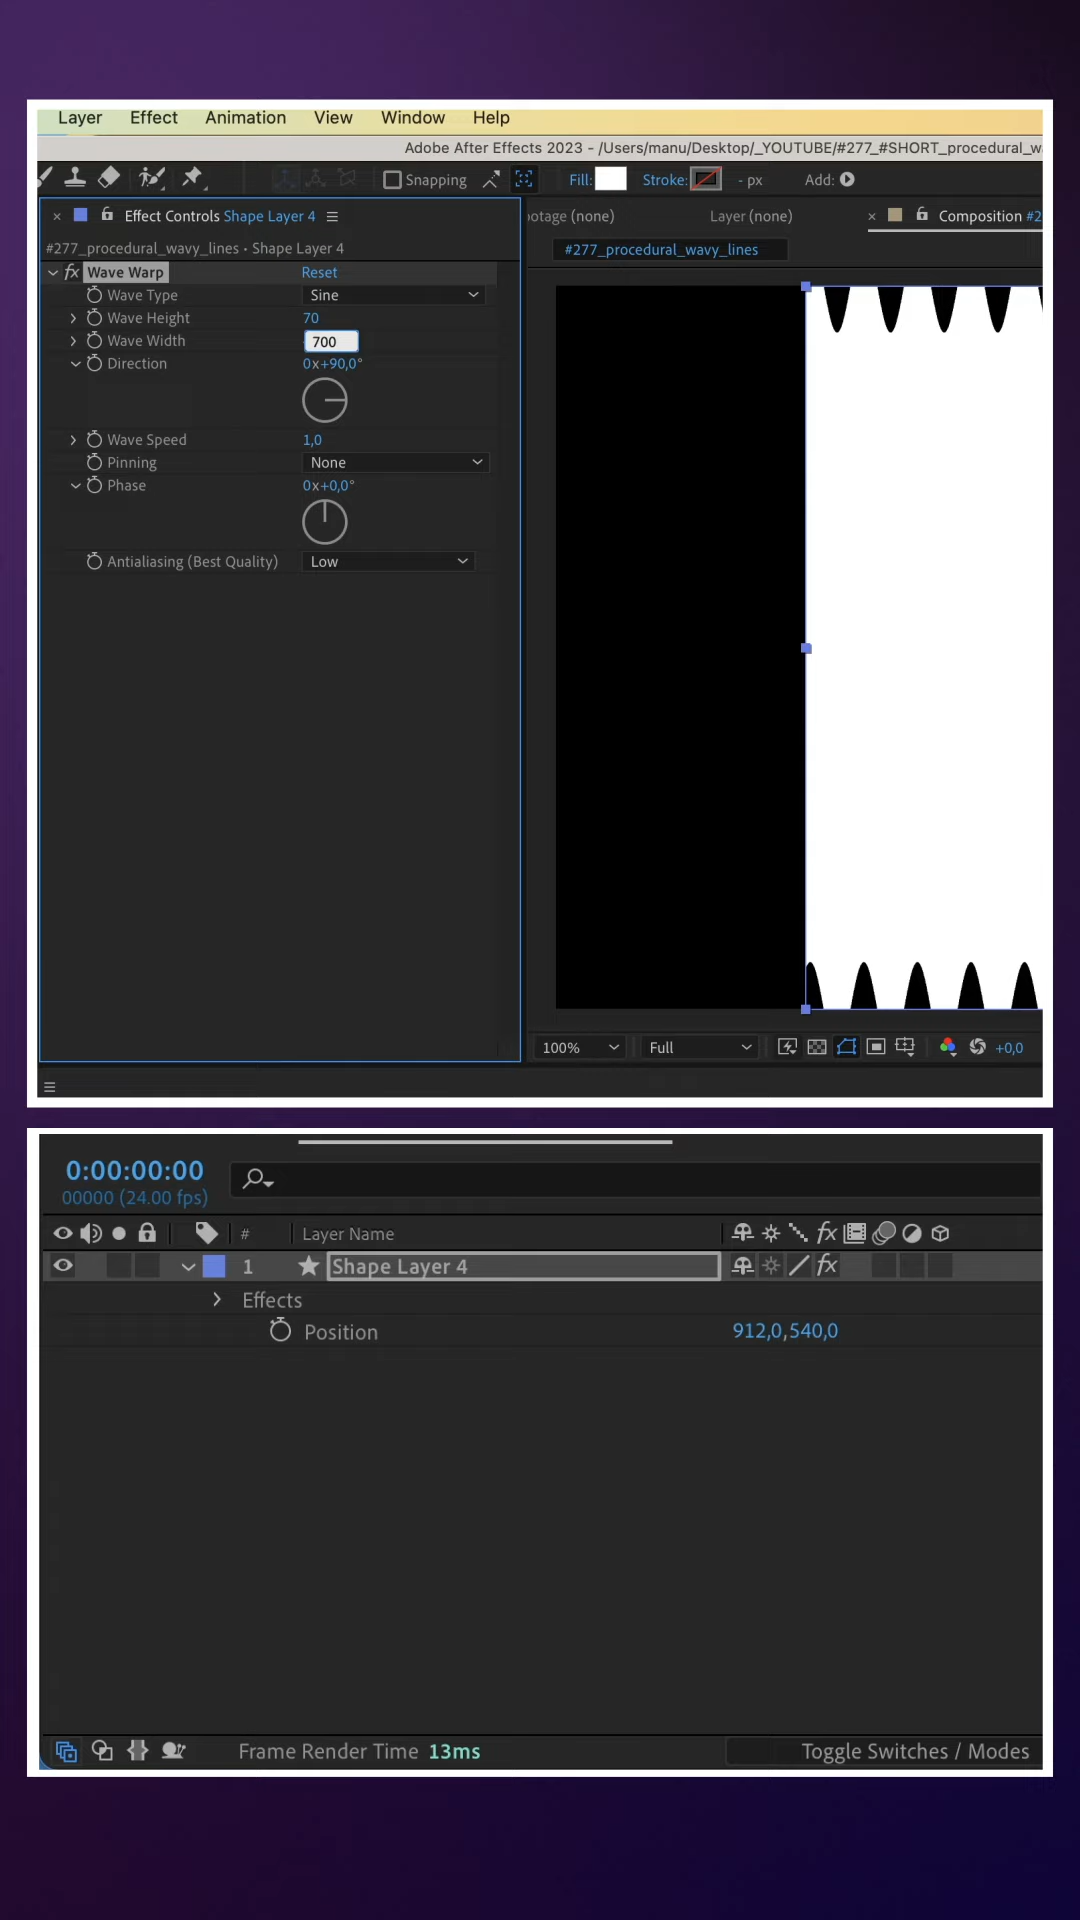 Layer Effect Animation View Window Help
Adobe After Effects 2023 - /Users/manu/Desktop/_YOUTUBE/#277_#SHORT_procedural_w
Snapping Fill: Stroke: - px Add:
× Effect Controls Shape Layer 4
#277_procedural_wavy_lines • Shape Layer 4
ootage (none) Layer (none) × Composition #2
#277_procedural_wavy_lines
fx Wave Warp Reset
Wave Type Sine
Wave Height 70
Wave Width 700
Direction 0x+90,0°
Wave Speed 1,0
Pinning None
Phase 0x+0,0°
Antialiasing (Best Quality) Low
100% Full +0,0
0:00:00:00
00000 (24.00 fps)
# Layer Name fx
1 Shape Layer 4 fx
Effects
Position 912,0,540,0
Frame Render Time 13ms Toggle Switches / Modes